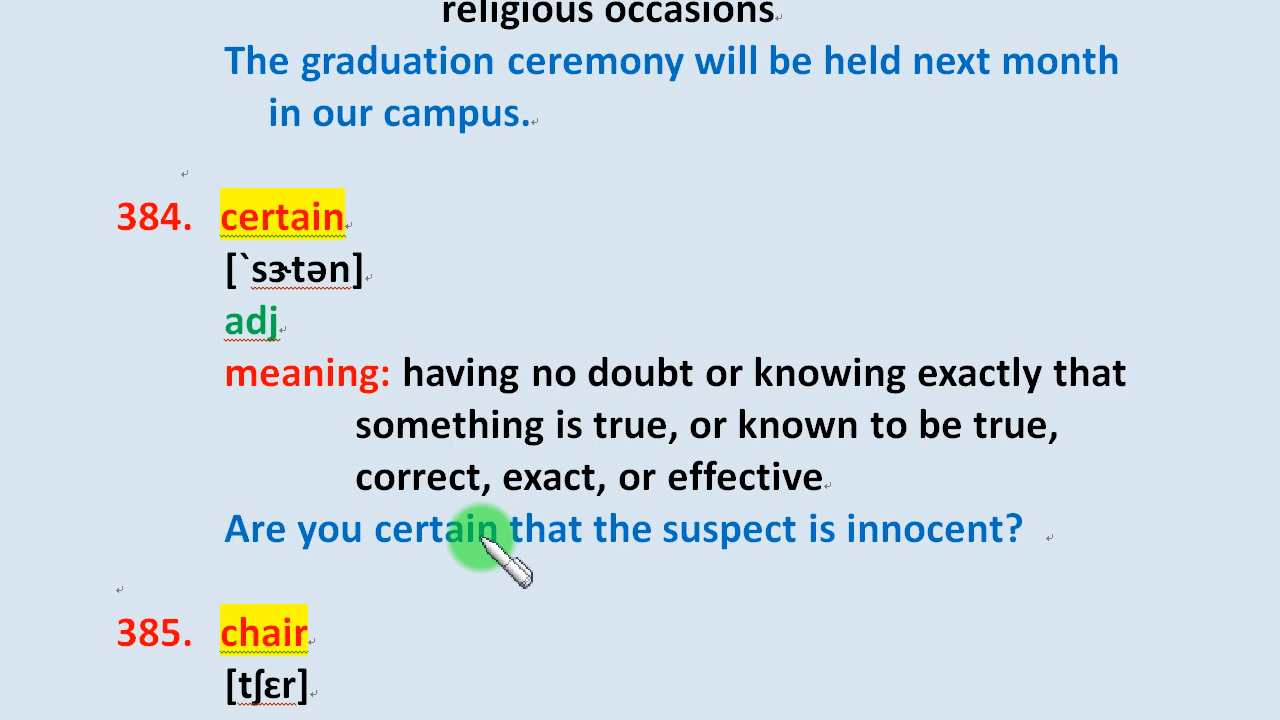 religious occasions
The graduation ceremony will be held next month
in our campus.
384. certain
[ˋsɝtən]
adj
meaning: having no doubt or knowing exactly that
something is true, or known to be true,
correct, exact, or effective
Are you certain that the suspect is innocent?
385. chair
[tʃɛr]